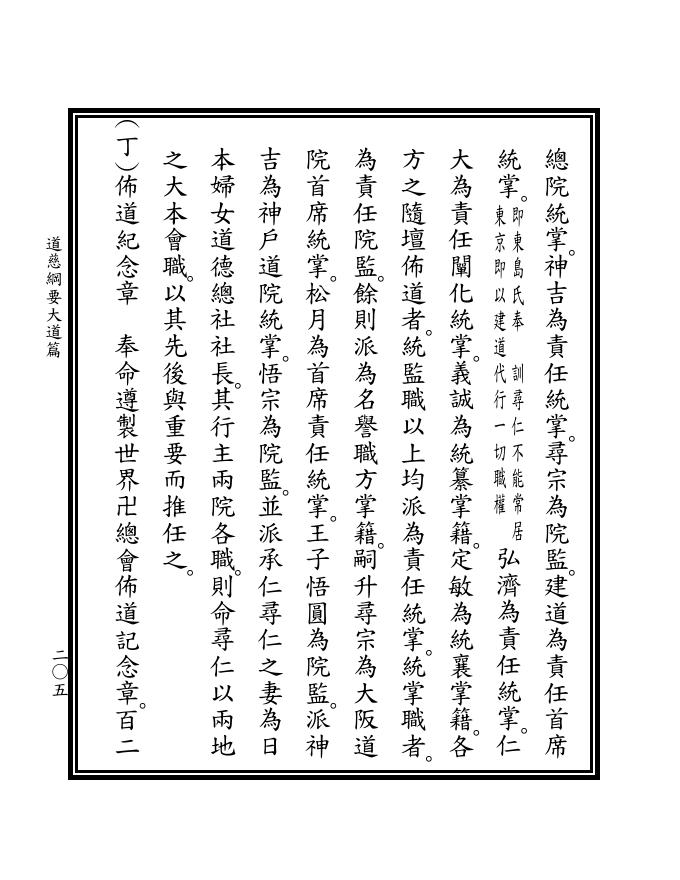 總院統掌。神吉為責任統掌。尋宗為院監。建道為責任首席
統掌。即東島氏奉　訓尋仁不能常居
東京即以建道代行一切職權
弘濟為責任統掌。仁
大為責任闡化統掌。義誠為統纂掌籍。定敏為統襄掌籍。各
方之隨壇佈道者。統監職以上均派為責任統掌。統掌職者。
為責任院監。餘則派為名譽職方掌籍。嗣升尋宗為大阪道
院首席統掌。松月為首席責任統掌。王子悟圓為院監。派神
吉為神戶道院統掌。悟宗為院監。並派承仁尋仁之妻為日
本婦女道德總社社長。其行主兩院各職。則命尋仁以兩地
之大本會職。以其先後與重要而推任之。
(丁)佈道紀念章　奉命遵製世界卍總會佈道記念章。百二
道慈綱要大道篇
二〇五